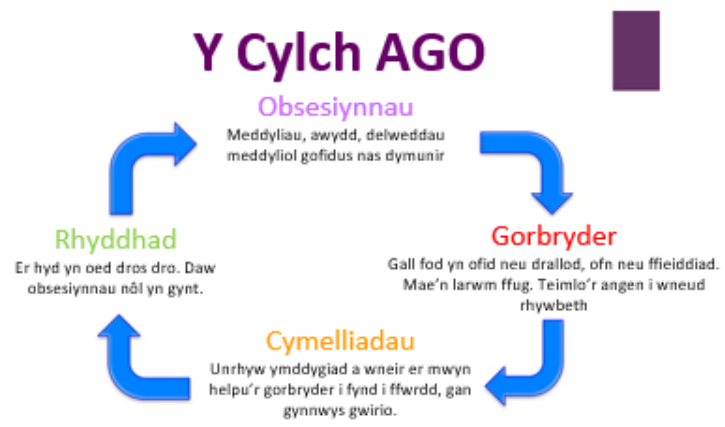 Y Cylch AGO
Obsesiynnau
Meddyliau, awydd, delweddau
meddyliol gofidus nas dymunir
Gorbryder
Gall fod yn ofid neu drallod, ofn neu ffieiddiad.
Mae'n larwm ffug. Teimlo'r angen i wneud
rhywbeth
Cymelliadau
Unrhyw ymddygiad a wneir er mwyn
helpu'r gorbryder i fynd i ffwrdd, gan
gynnwys gwirio.
Rhyddhad
Er hyd yn oed dros dro. Daw
obsesiynnau nôl yn gynt.